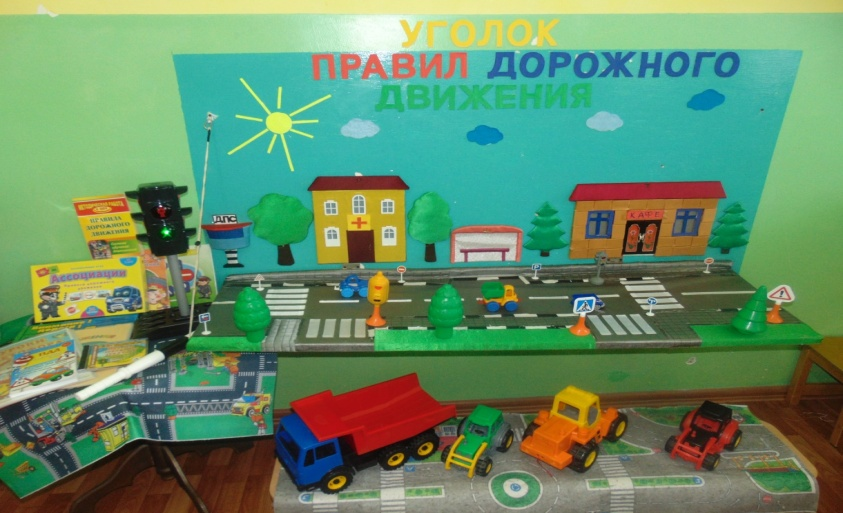 УГОЛОК
ПРАВИЛ ДОРОЖНОГО
ДВИЖЕНИЯ
ДПС
КАФЕ
ПРАВИЛА
ДОРОЖНОГО
ДВИЖЕНИЯ
Ассоциации